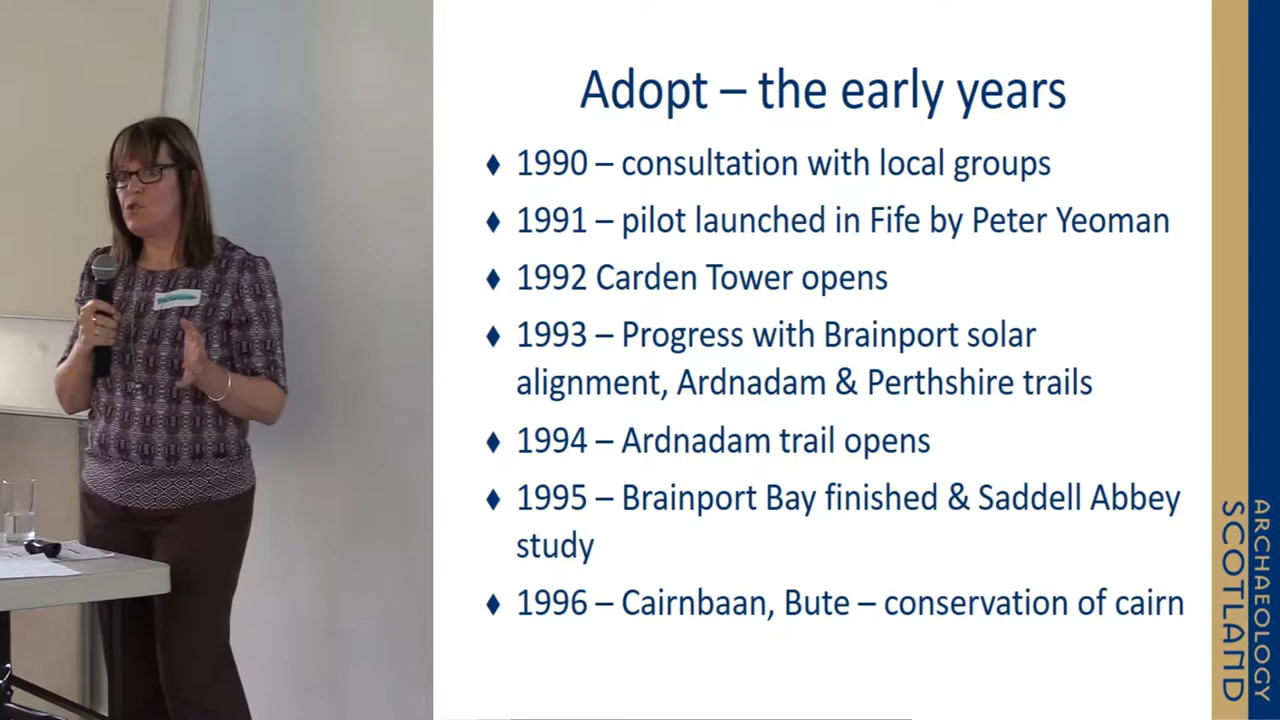 Adopt – the early years
♦ 1990 – consultation with local groups
♦ 1991 – pilot launched in Fife by Peter Yeoman
♦ 1992 Carden Tower opens
♦ 1993 – Progress with Brainport solar
alignment, Ardnadam & Perthshire trails
♦ 1994 – Ardnadam trail opens
♦ 1995 – Brainport Bay finished & Saddell Abbey
study
♦ 1996 – Cairnbaan, Bute – conservation of cairn
ARCHAEOLOGY
SCOTLAND